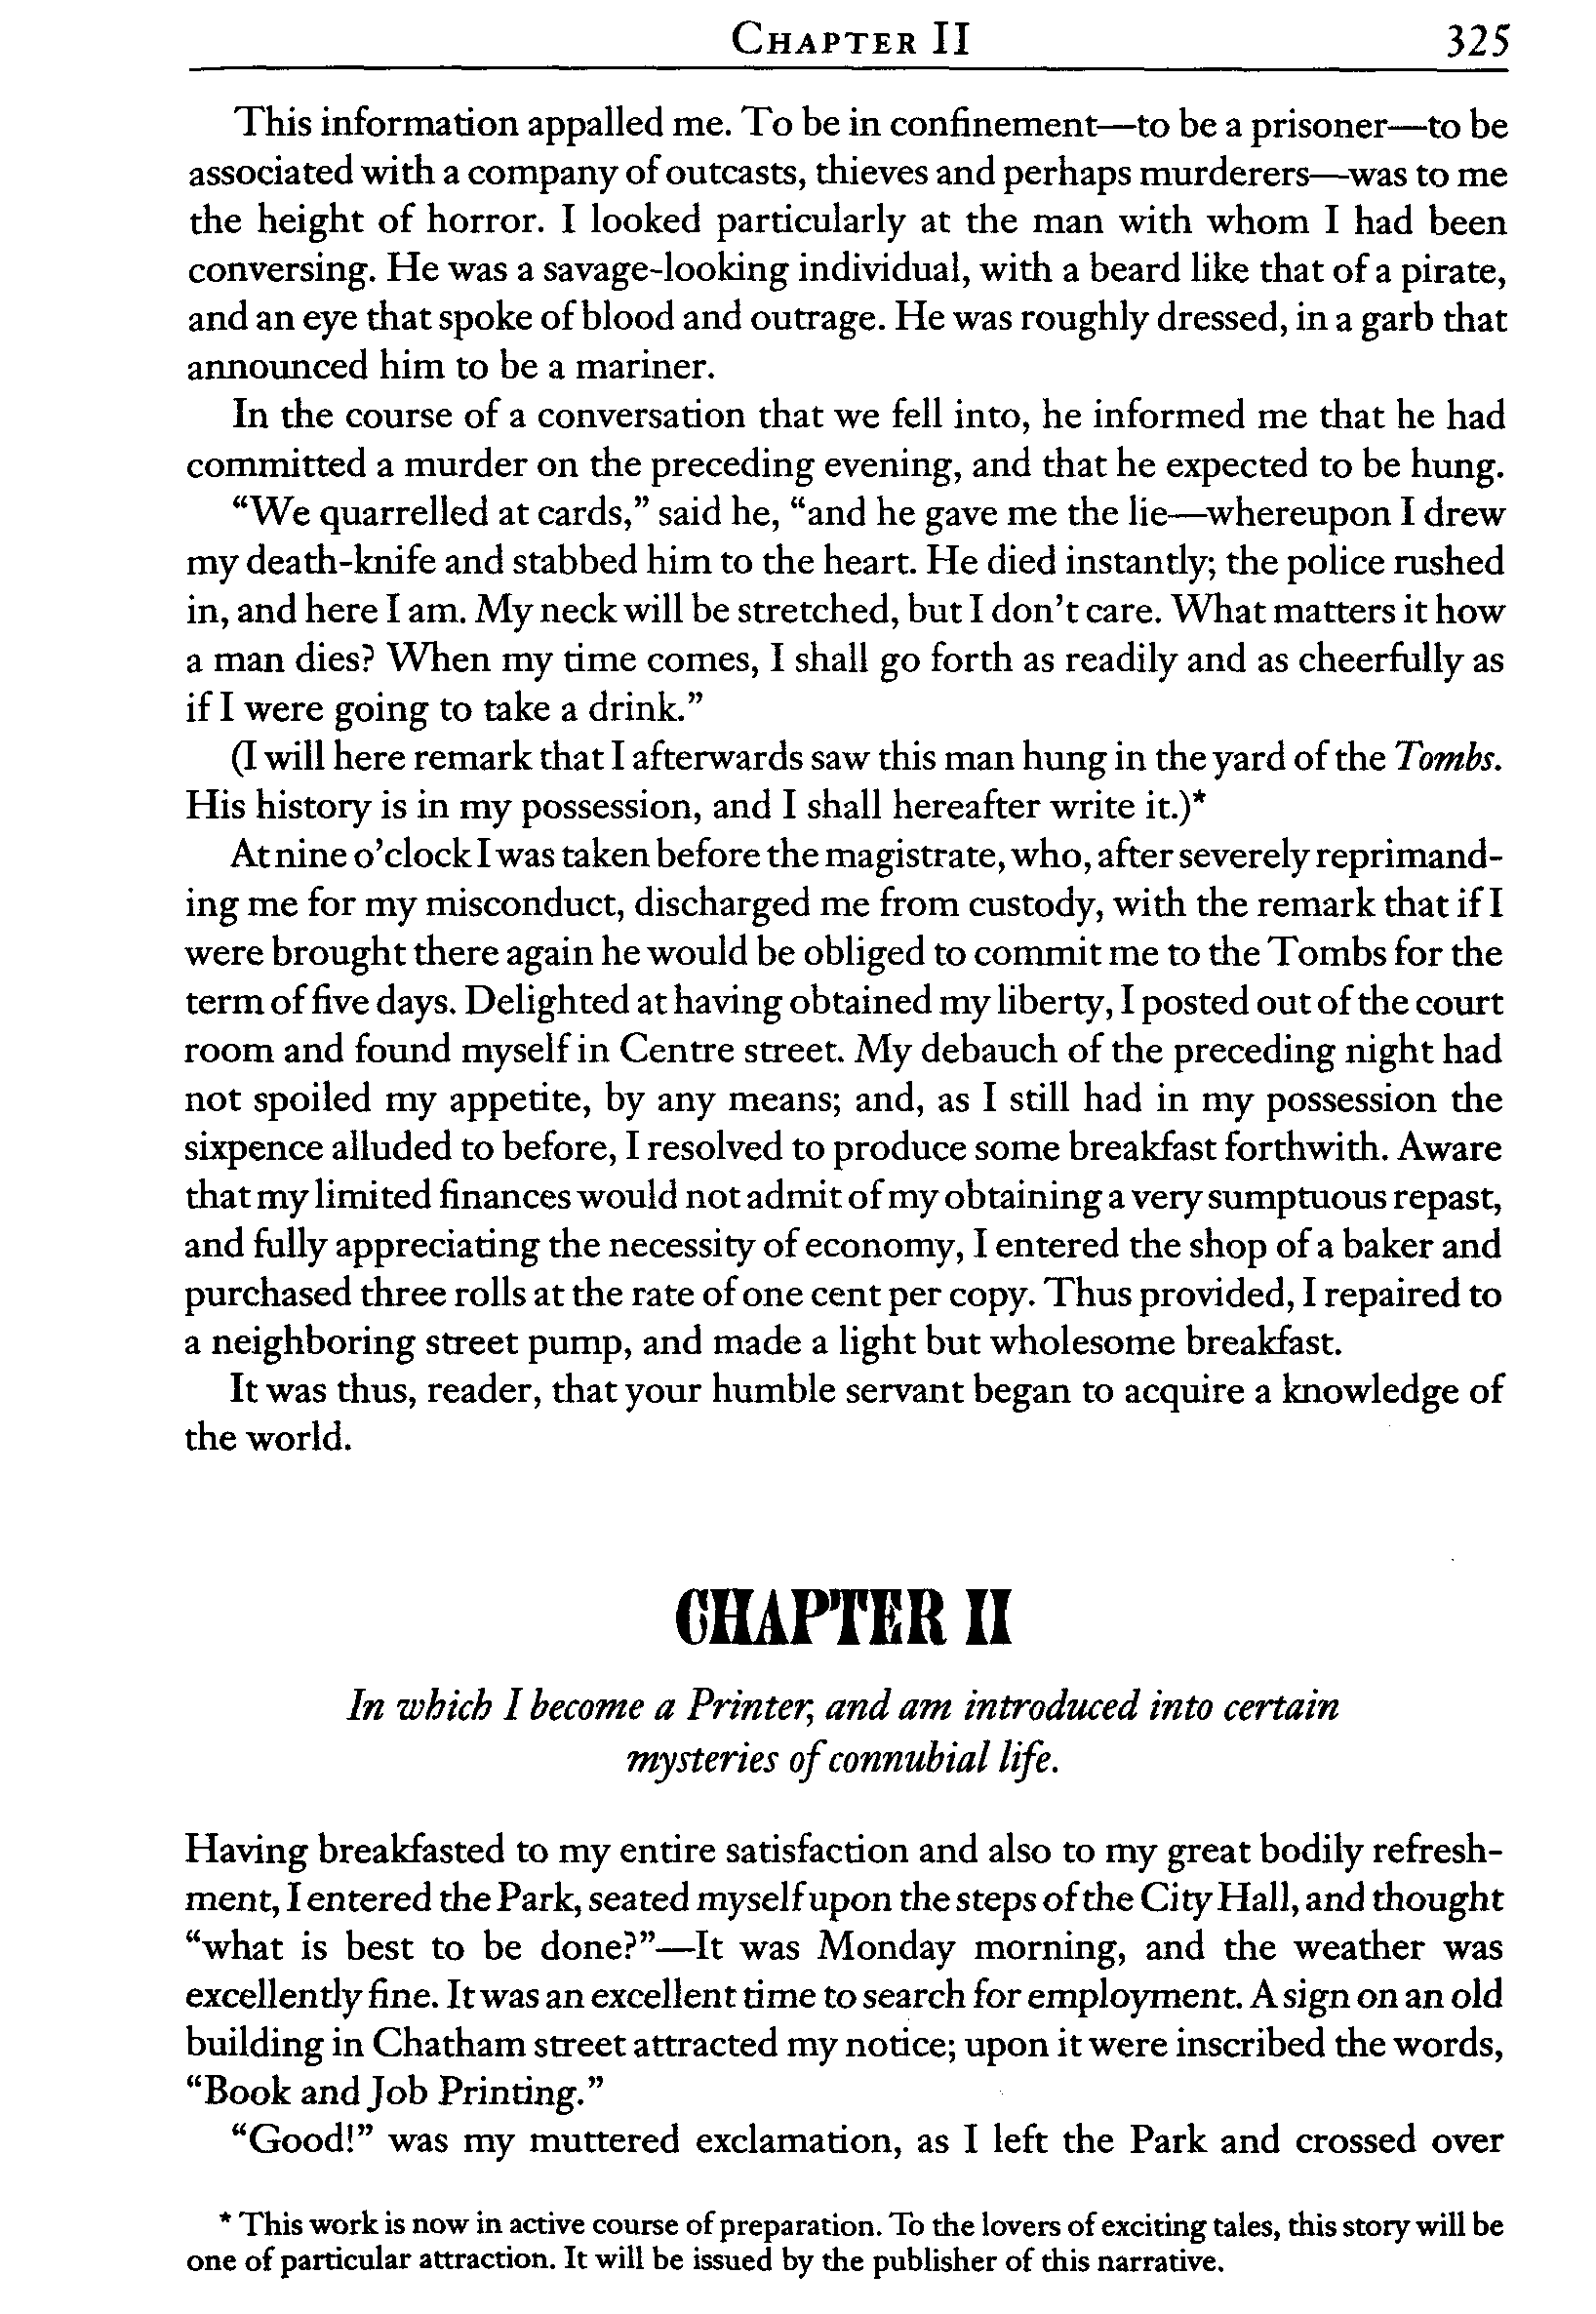 CHAPTER II 325
This information appalled me. To be in confinement—to be a prisoner—to be
associated with a company of outcasts, thieves and perhaps murderers—was to me
the height of horror. I looked particularly at the man with whom I had been
conversing. He was a savage-looking individual, with a beard like that of a pirate,
and an eye that spoke of blood and outrage. He was roughly dressed, in a garb that
announced him to be a mariner.
In the course of a conversation that we fell into, he informed me that he had
committed a murder on the preceding evening, and that he expected to be hung.
“We quarrelled at cards,” said he, “and he gave me the lie—whereupon I drew
my death-knife and stabbed him to the heart. He died instantly; the police rushed
in, and here I am. My neck will be stretched, but I don’t care. What matters it how
a man dies? When my time comes, I shall go forth as readily and as cheerfully as
if I were going to take a drink.”
(I will here remark that I afterwards saw this man hung in the yard of the Tombs.
His history is in my possession, and I shall hereafter write it.)*
At nine o’clock I was taken before the magistrate, who, after severely reprimand-
ing me for my misconduct, discharged me from custody, with the remark that if I
were brought there again he would be obliged to commit me to the Tombs for the
term of five days. Delighted at having obtained my liberty, I posted out of the court
room and found myself in Centre street. My debauch of the preceding night had
not spoiled my appetite, by any means; and, as I still had in my possession the
sixpence alluded to before, I resolved to produce some breakfast forthwith. Aware
that my limited finances would not admit of my obtaining a very sumptuous repast,
and fully appreciating the necessity of economy, I entered the shop of a baker and
purchased three rolls at the rate of one cent per copy. Thus provided, I repaired to
a neighboring street pump, and made a light but wholesome breakfast.
It was thus, reader, that your humble servant began to acquire a knowledge of
the world.
CHAPTER II
In which I become a Printer, and am introduced into certain
mysteries of connubial life.
Having breakfasted to my entire satisfaction and also to my great bodily refresh-
ment, I entered the Park, seated myself upon the steps of the City Hall, and thought
“what is best to be done?”—It was Monday morning, and the weather was
excellently fine. It was an excellent time to search for employment. A sign on an old
building in Chatham street attracted my notice; upon it were inscribed the words,
“Book and Job Printing.”
“Good!” was my muttered exclamation, as I left the Park and crossed over
* This work is now in active course of preparation. To the lovers of exciting tales, this story will be
one of particular attraction. It will be issued by the publisher of this narrative.